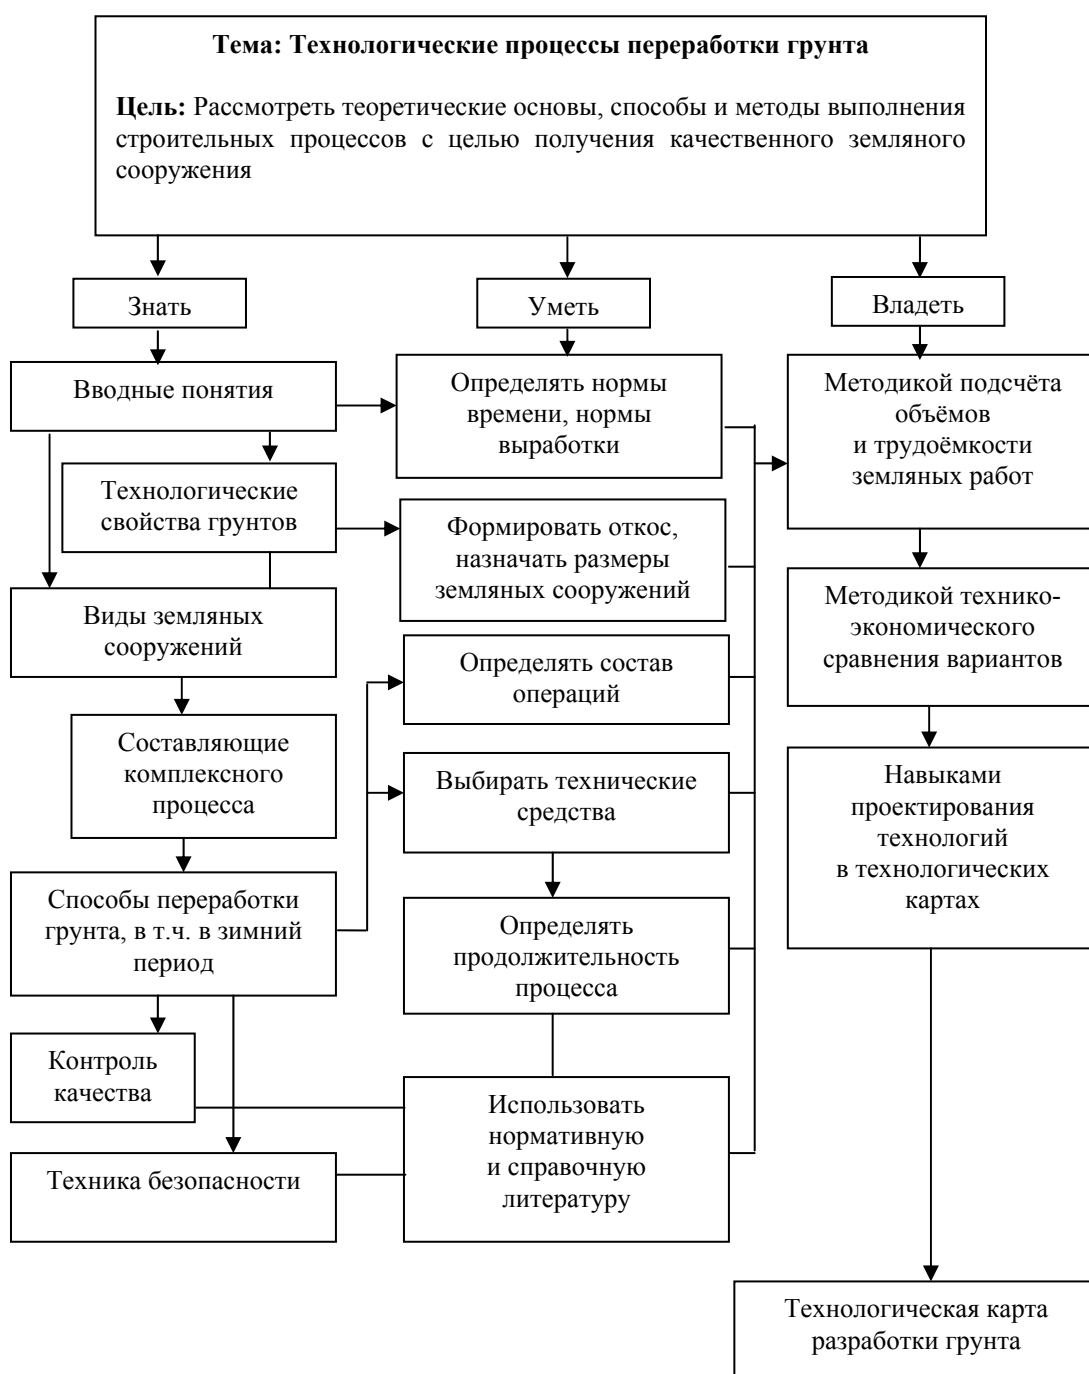 Тема: Технологические процессы переработки грунта
Цель: Рассмотреть теоретические основы, способы и методы выполнения
строительных процессов с целью получения качественного земляного
сооружения
Знать
Уметь
Владеть
Вводные понятия
Технологические
свойства грунтов
Виды земляных
сооружений
Составляющие
комплексного
процесса
Способы переработки
грунта, в т.ч. в зимний
период
Контроль
качества
Техника безопасности
Определять нормы
времени, нормы
выработки
Формировать откос,
назначать размеры
земляных сооружений
Определять состав
операций
Выбирать технические
средства
Определять
продолжительность
процесса
Использовать
нормативную
и справочную
литературу
Методикой подсчёта
объёмов
и трудоёмкости
земляных работ
Методикой технико-
экономического
сравнения вариантов
Навыками
проектирования
технологий
в технологических
картах
Технологическая карта
разработки грунта